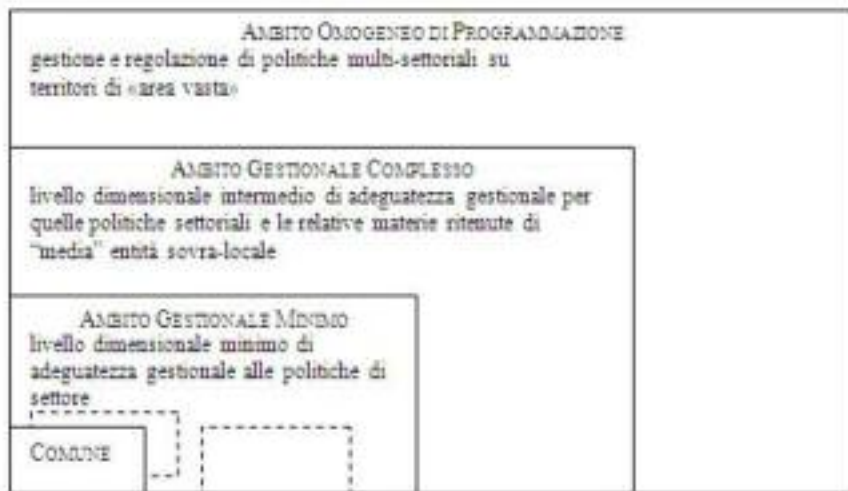 AMBITO OMOGENEO DI PROGRAMMAZIONE
gestione e regolazione di politiche multi-settoriali su
territori di «area vasta»
AMBITO GESTIONALE COMPLESSO
livello dimensionale intermedio di adeguatezza gestionale per
quelle politiche settoriali e le relative materie ritenute di
"media" entità sovra-locale
AMBITO GESTIONALE MINIMO
livello dimensionale minimo di
adeguatezza gestionale alle politiche di
settore
COMUNE